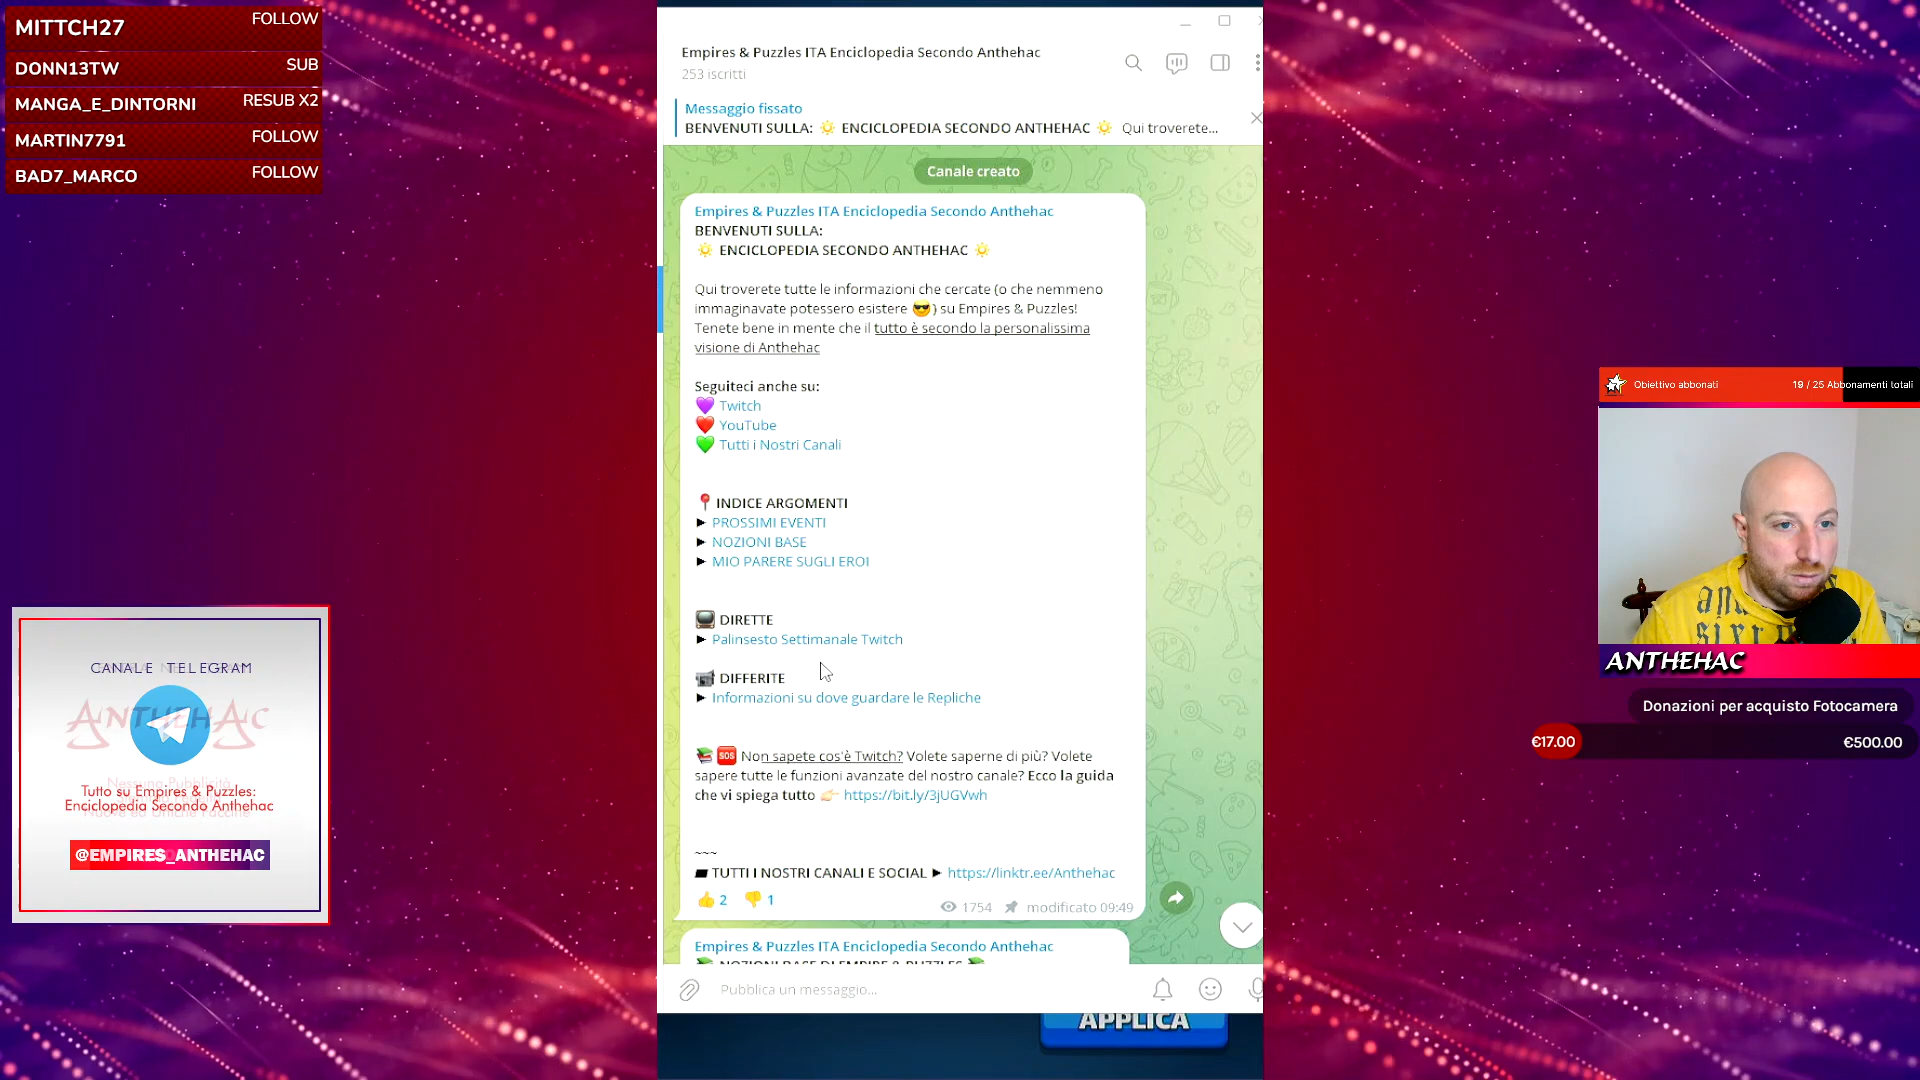 MITTCH27 FOLLOW
DONN13TW SUB
MANGA_E_DINTORNI RESUB X2
MARTIN7791 FOLLOW
BAD7_MARCO FOLLOW
Empires & Puzzles ITA Enciclopedia Secondo Anthehac
253 iscritti
Messaggio fissato
BENVENUTI SULLA: ☀️ ENCICLOPEDIA SECONDO ANTHEHAC ☀️ Qui troverete...
Canale creato
Empires & Puzzles ITA Enciclopedia Secondo Anthehac
BENVENUTI SULLA:
☀️ ENCICLOPEDIA SECONDO ANTHEHAC ☀️
Qui troverete tutte le informazioni che cercate (o che nemmeno
immaginavate potessero esistere 😎) su Empires & Puzzles!
Tenete bene in mente che il tutto è secondo la personalissima
visione di Anthehac
Seguiteci anche su:
💜 Twitch
❤️ YouTube
💚 Tutti i Nostri Canali
📍 INDICE ARGOMENTI
► PROSSIMI EVENTI
► NOZIONI BASE
► MIO PARERE SUGLI EROI
📺 DIRETTE
► Palinsesto Settimanale Twitch
📹 DIFFERITE
► Informazioni su dove guardare le Repliche
📚🆘 Non sapete cos'è Twitch? Volete saperne di più? Volete
sapere tutte le funzioni avanzate del nostro canale? Ecco la guida
che vi spiega tutto 👉🏻 https://bit.ly/3jUGVwh
~~~
TUTTI I NOSTRI CANALI E SOCIAL ► https://linktr.ee/Anthehac
👍 2 👎 1
1754 modificato 09:49
Empires & Puzzles ITA Enciclopedia Secondo Anthehac
NOZIONI BASE DI EMPIRE & PUZZLES
Pubblica un messaggio...
APPLICA
CANALE TELEGRAM
ANTHEHAC
Nessuna Pubblicità
Tutto su Empires & Puzzles:
Enciclopedia Secondo Anthehac
@EMPIRES_ANTHEHAC
Obiettivo abbonati 19 / 25 Abbonamenti totali
ANTHEHAC
Donazioni per acquisto Fotocamera
€17.00 €500.00